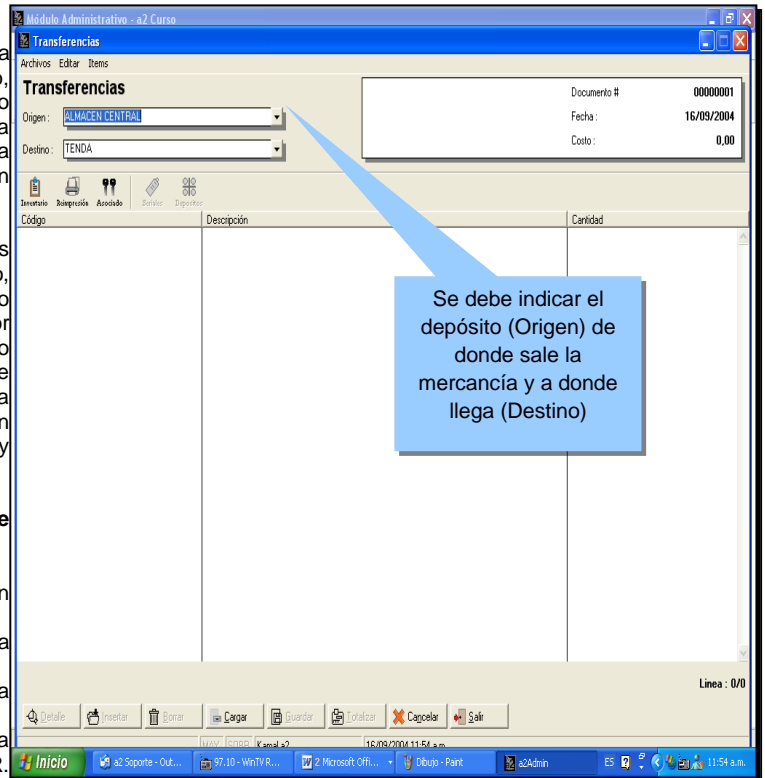 Módulo Administrativo - a2 Curso
Transferencias
Archivos Editar Items
Transferencias
Origen : ALMACEN CENTRAL
Destino : TENDA
Documento # 00000001
Fecha : 16/09/2004
Costo : 0,00
Inventario Reimpresión Asociado Seriales Depositos
Código Descripción Cantidad
Se debe indicar el
depósito (Origen) de
donde sale la
mercancía y a donde
llega (Destino)
Linea : 0/0
Detalle Insertar Borrar Cargar Guardar Totalizar Cancelar Salir
MAY SOBR Kamal a2 16/09/2004 11:54 a.m.
Inicio a2 Soporte - Out... 97.10 - WinTV R... 2 Microsoft Offi... Dibujo - Paint a2Admin ES 11:54 a.m.